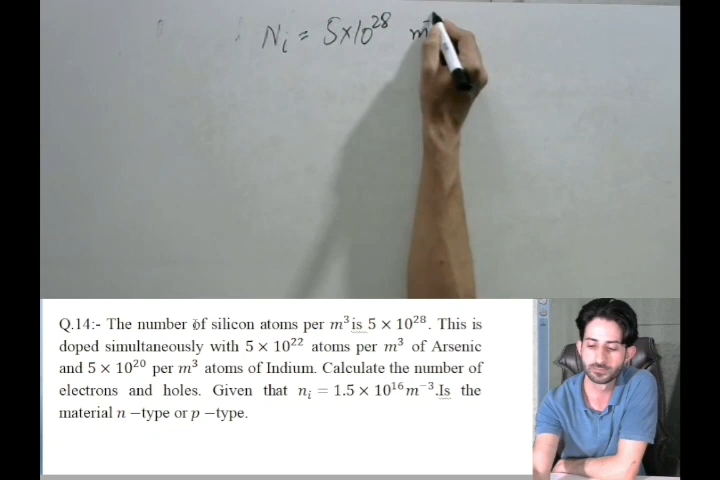 Nᵢ = 5×10²⁸ m
Q.14:- The number of silicon atoms per m³ is 5 × 10²⁸. This is
doped simultaneously with 5 × 10²² atoms per m³ of Arsenic
and 5 × 10²⁰ per m³ atoms of Indium. Calculate the number of
electrons and holes. Given that nᵢ = 1.5 × 10¹⁶ m⁻³.Is the
material n −type or p −type.